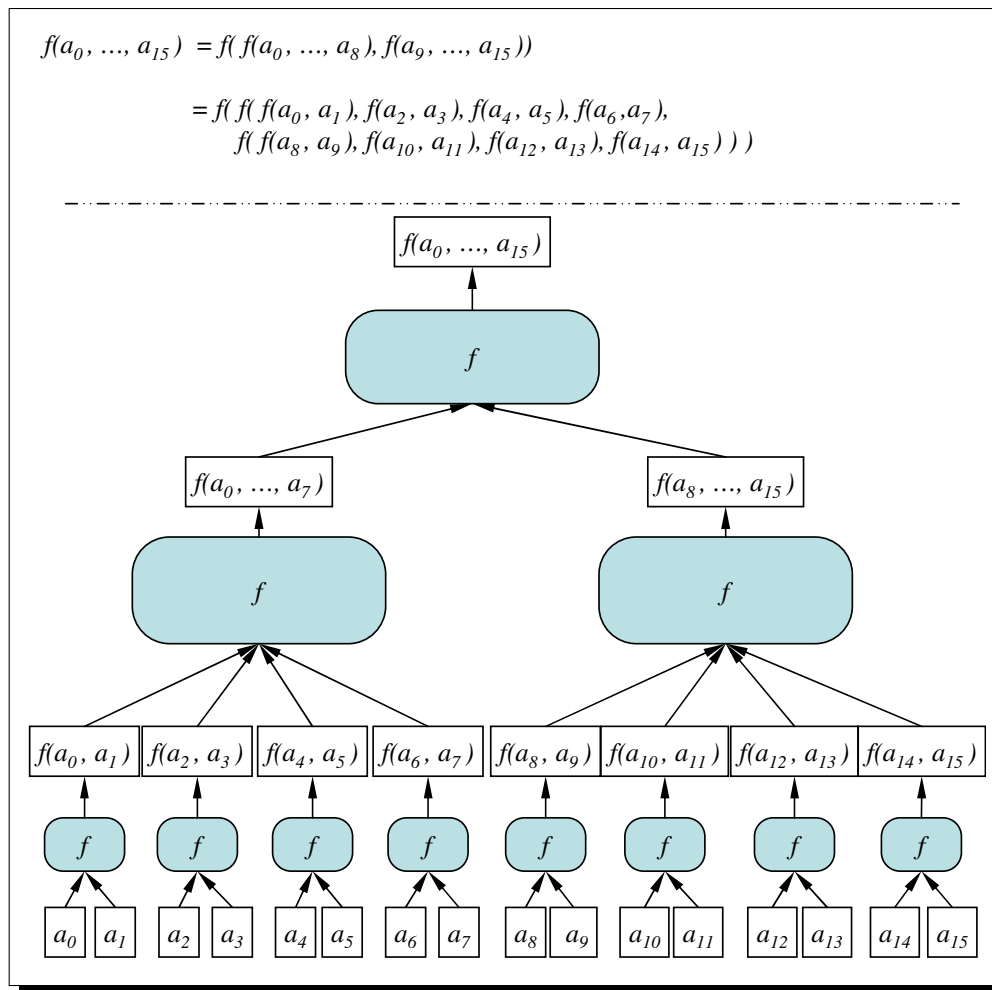 f(a0, …, a15) = f( f(a0, …, a8), f(a9, …, a15))
= f( f( f(a0, a1), f(a2, a3), f(a4, a5), f(a6,a7),
f( f(a8, a9), f(a10, a11), f(a12, a13), f(a14, a15) ) )
f(a0, …, a15)
f
f(a0, …, a7) f(a8, …, a15)
f f
f(a0, a1) f(a2, a3) f(a4, a5) f(a6, a7) f(a8, a9) f(a10, a11) f(a12, a13) f(a14, a15)
f f f f f f f f
a0 a1 a2 a3 a4 a5 a6 a7 a8 a9 a10 a11 a12 a13 a14 a15